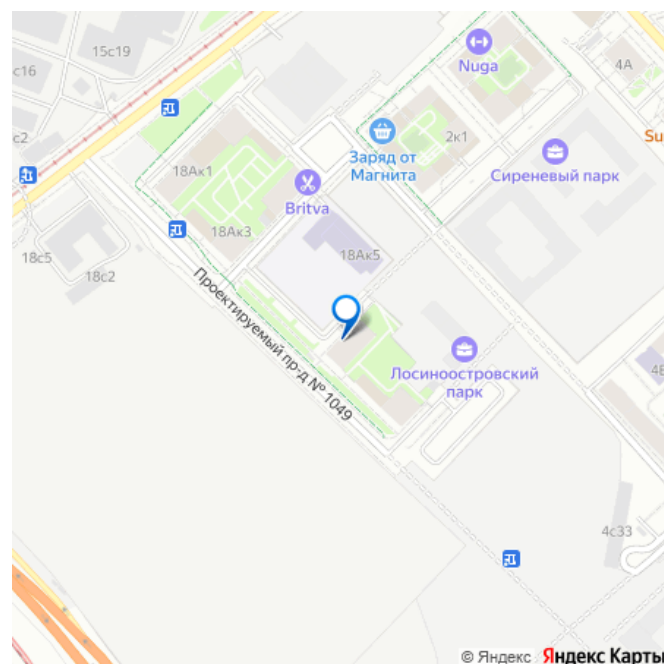 15с19
с16
4А
Nuga
с2
Заряд от
Магнита
2к1
Su
18Ак1
Сиреневый парк
Britva
18Ак3
18Ак5
18с5
18с2
Проектируемый пр-д № 1049
Лосиноостровский
парк
4с33
© Яндекс Яндекс Карты